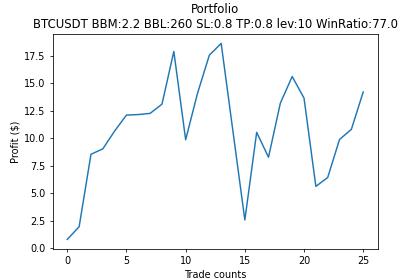 Portfolio
BTCUSDT BBM:2.2 BBL:260 SL:0.8 TP:0.8 lev:10 WinRatio:77.0
17.5
15.0
12.5
10.0
7.5
5.0
2.5
0.0
Profit ($)
0 5 10 15 20 25
Trade counts